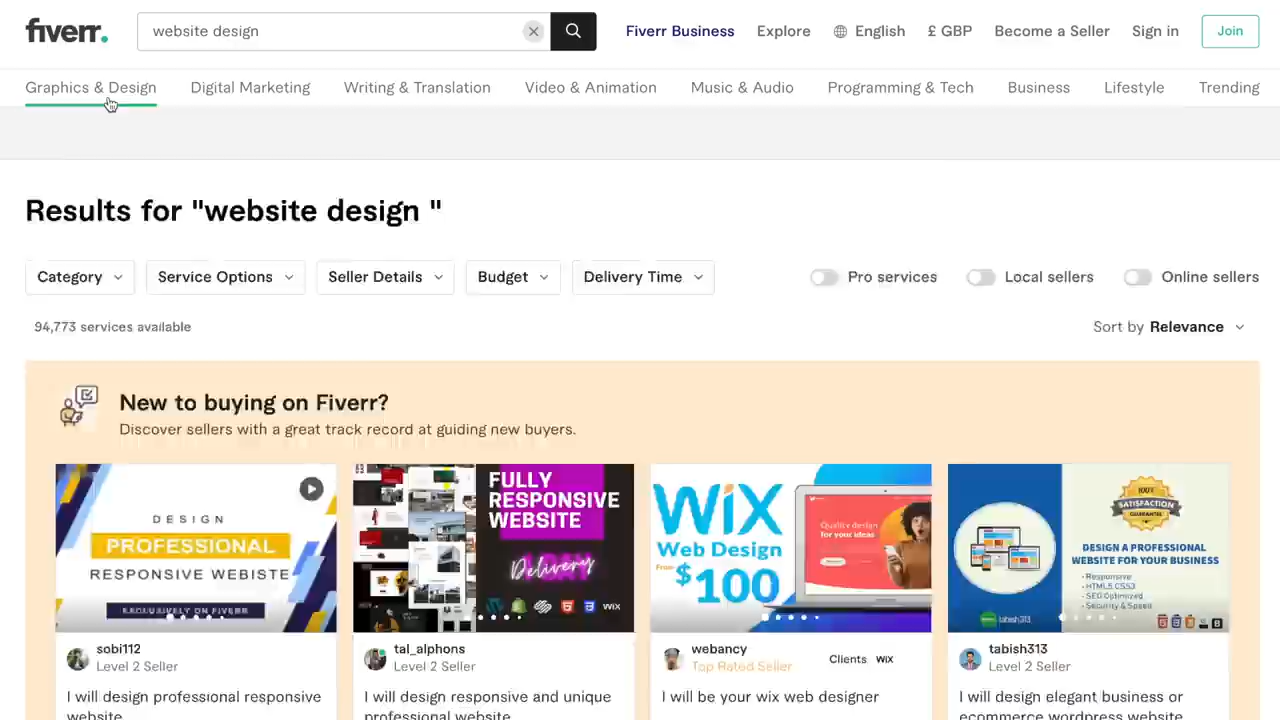 fiverr.
website design
Fiverr Business
Explore
English
£ GBP
Become a Seller
Sign in
Join
Graphics & Design
Digital Marketing
Writing & Translation
Video & Animation
Music & Audio
Programming & Tech
Business
Lifestyle
Trending
Results for "website design "
Category
Service Options
Seller Details
Budget
Delivery Time
Pro services
Local sellers
Online sellers
94,773 services available
Sort by Relevance
New to buying on Fiverr?
Discover sellers with a great track record at guiding new buyers.
DESIGN
PROFESSIONAL
RESPONSIVE WEBISTE
EXCLUSIVELY ON FIVERR
FULLY
RESPONSIVE
WEBSITE
1DAY
Delivery
WiX
WiX
Web Design
From
$100
Qualite design
for your ideas
100%
SATISFACTION
GUARANTEE
DESIGN A PROFESSIONAL
WEBSITE FOR YOUR BUSINESS
- Responsive
- HTML5 CSS3
- SEO Optimized
- Security & Speed
tabish313
sobi112
Level 2 Seller
tal_alphons
Level 2 Seller
webancy
Top Rated Seller
Clients
WiX
tabish313
Level 2 Seller
I will design professional responsive
website
I will design responsive and unique
professional website
I will be your wix web designer
I will design elegant business or
ecommerce wordpress website